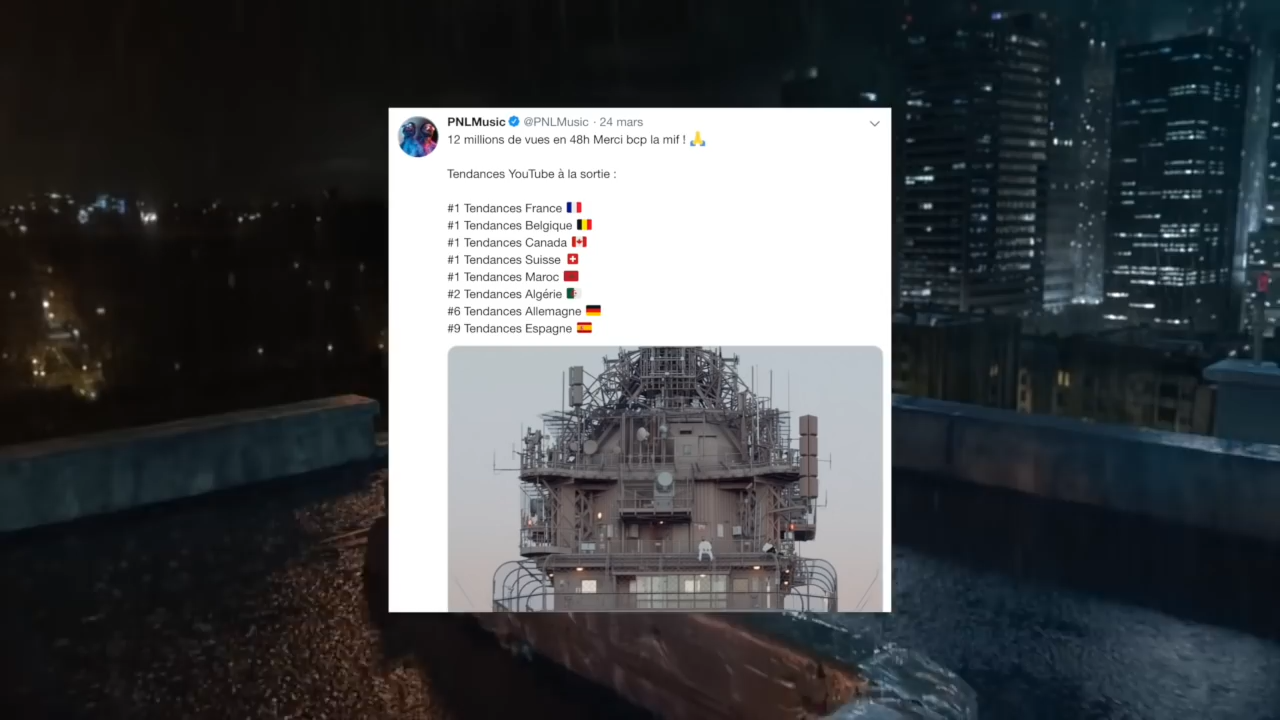 PNLMusic @PNLMusic · 24 mars
12 millions de vues en 48h Merci bcp la mif ! 🙏
Tendances YouTube à la sortie :
#1 Tendances France 🇫🇷
#1 Tendances Belgique 🇧🇪
#1 Tendances Canada 🇨🇦
#1 Tendances Suisse 🇨🇭
#1 Tendances Maroc 🇲🇦
#2 Tendances Algérie 🇩🇿
#6 Tendances Allemagne 🇩🇪
#9 Tendances Espagne 🇪🇸